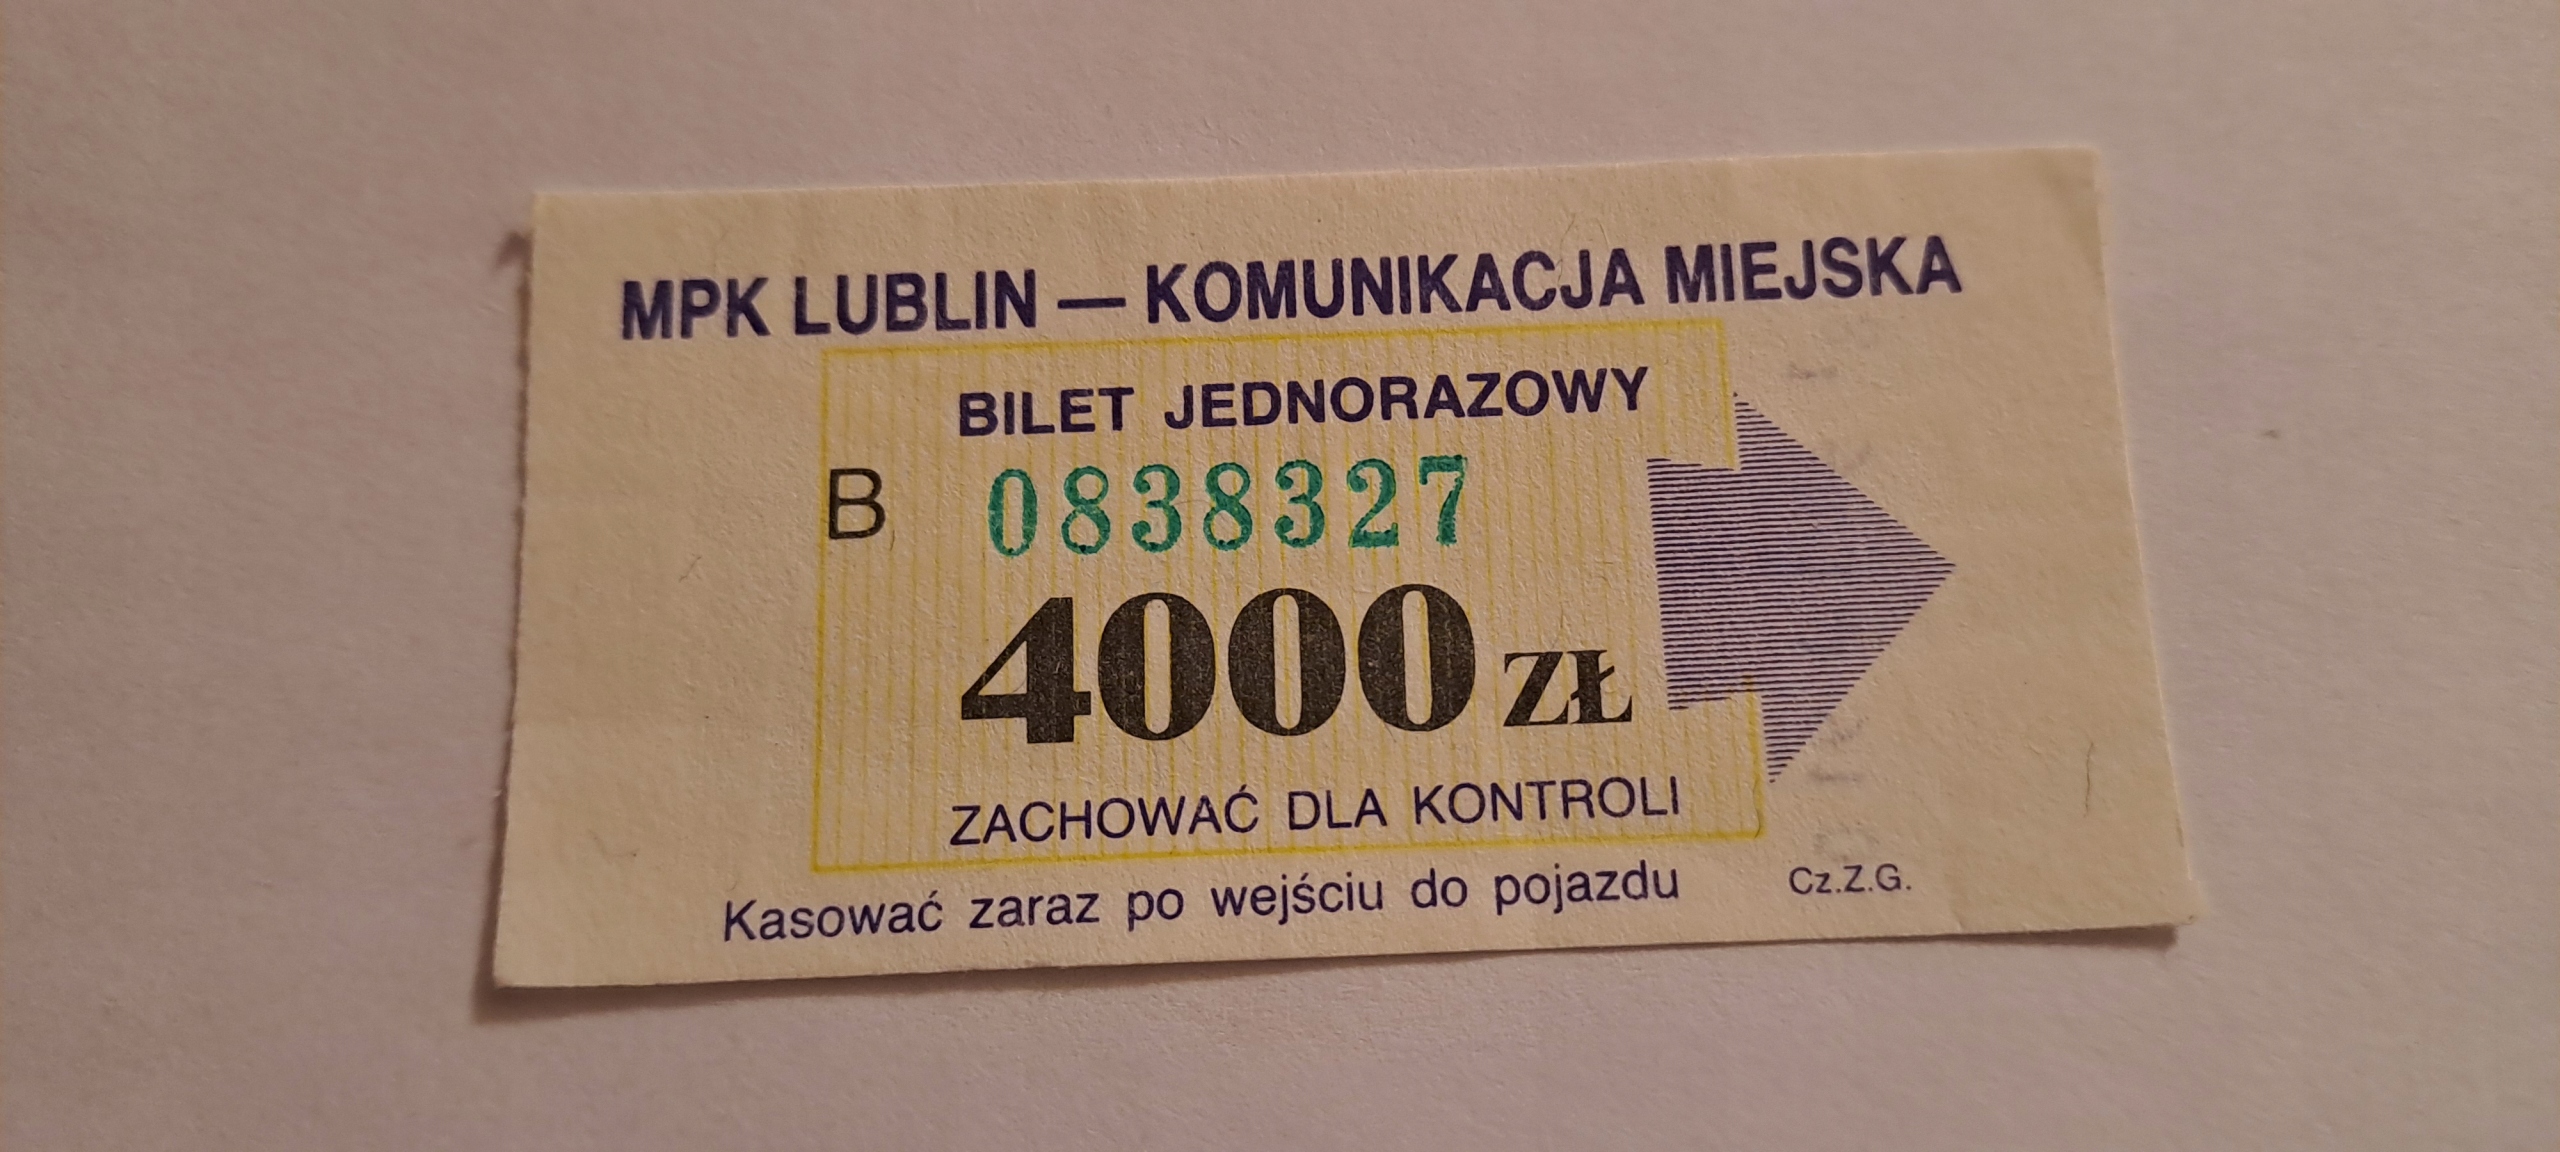 MPK LUBLIN — KOMUNIKACJA MIEJSKA
BILET JEDNORAZOWY
B 0838327
4000 ZŁ
ZACHOWAĆ DLA KONTROLI
Kasować zaraz po wejściu do pojazdu
Cz.Z.G.